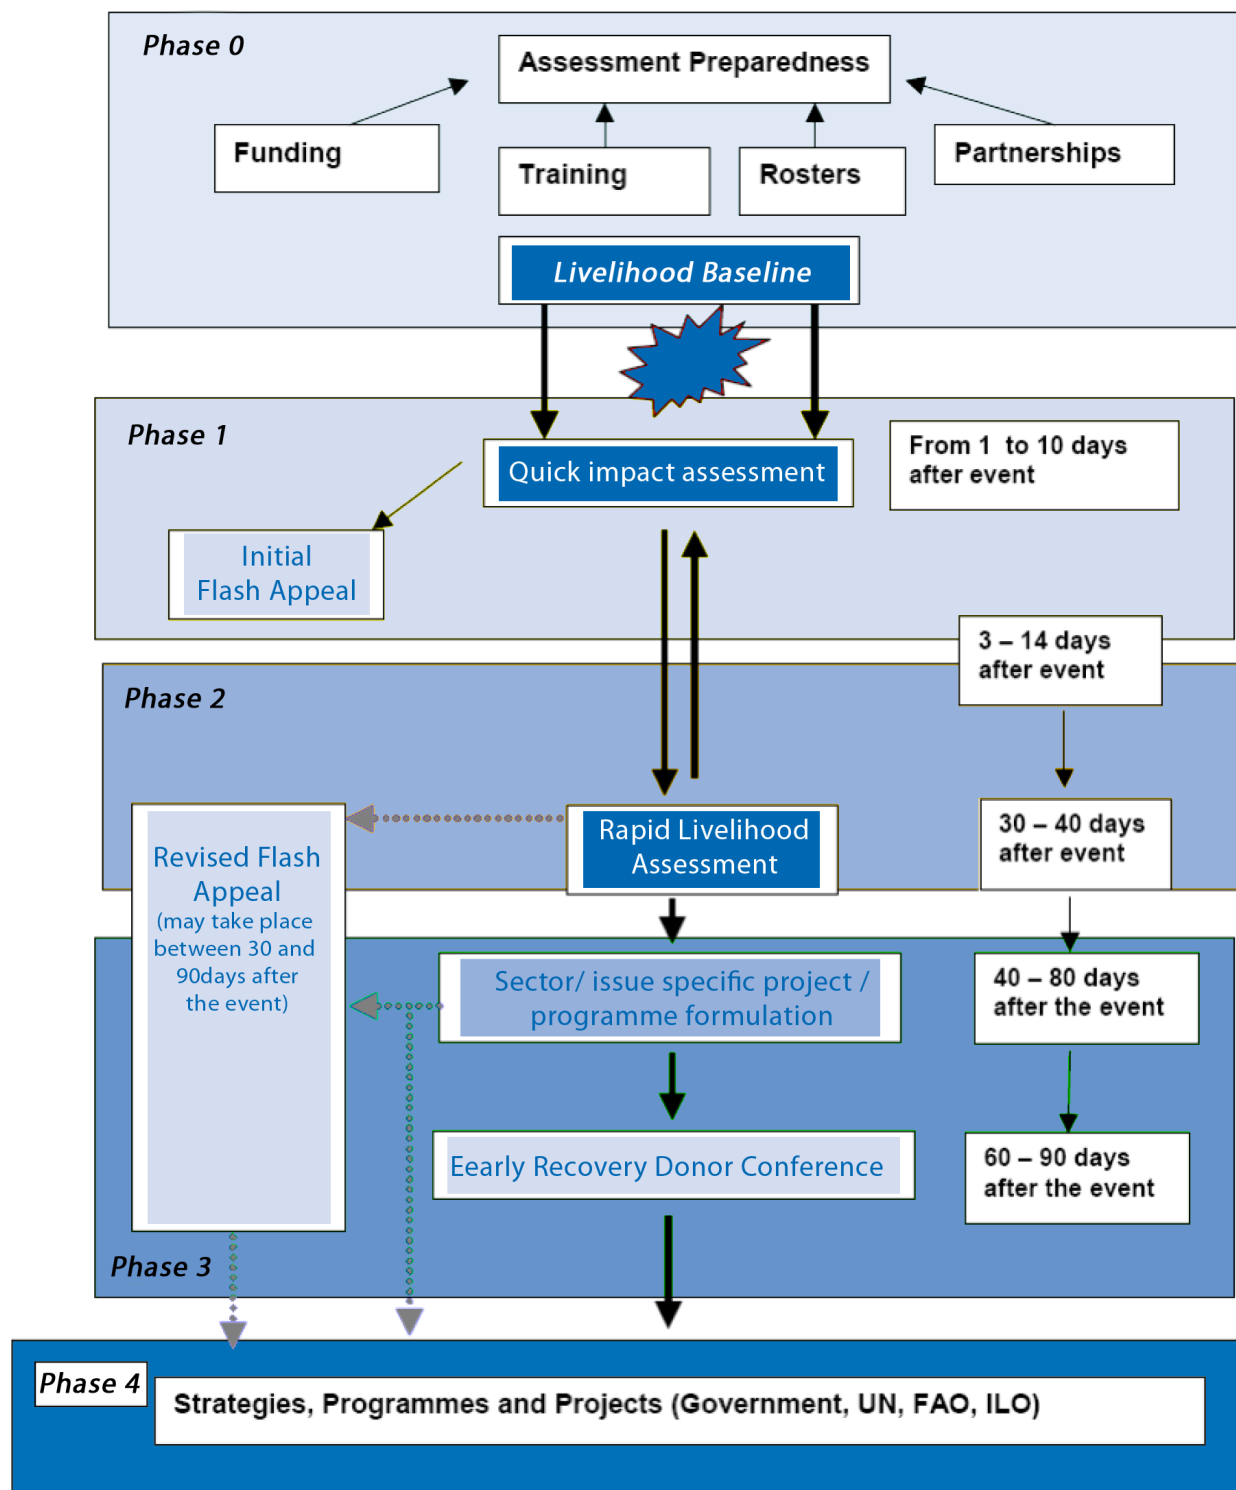 Phase 0
Assessment Preparedness
Funding
Training
Rosters
Partnerships
Livelihood Baseline
Phase 1
Quick impact assessment
From 1 to 10 days
after event
Initial
Flash Appeal
3 – 14 days
after event
Phase 2
Rapid Livelihood
Assessment
30 – 40 days
after event
Revised Flash
Appeal
(may take place
between 30 and
90days after
the event)
Sector/ issue specific project /
programme formulation
40 – 80 days
after the event
Eearly Recovery Donor Conference
60 – 90 days
after the event
Phase 3
Phase 4
Strategies, Programmes and Projects (Government, UN, FAO, ILO)